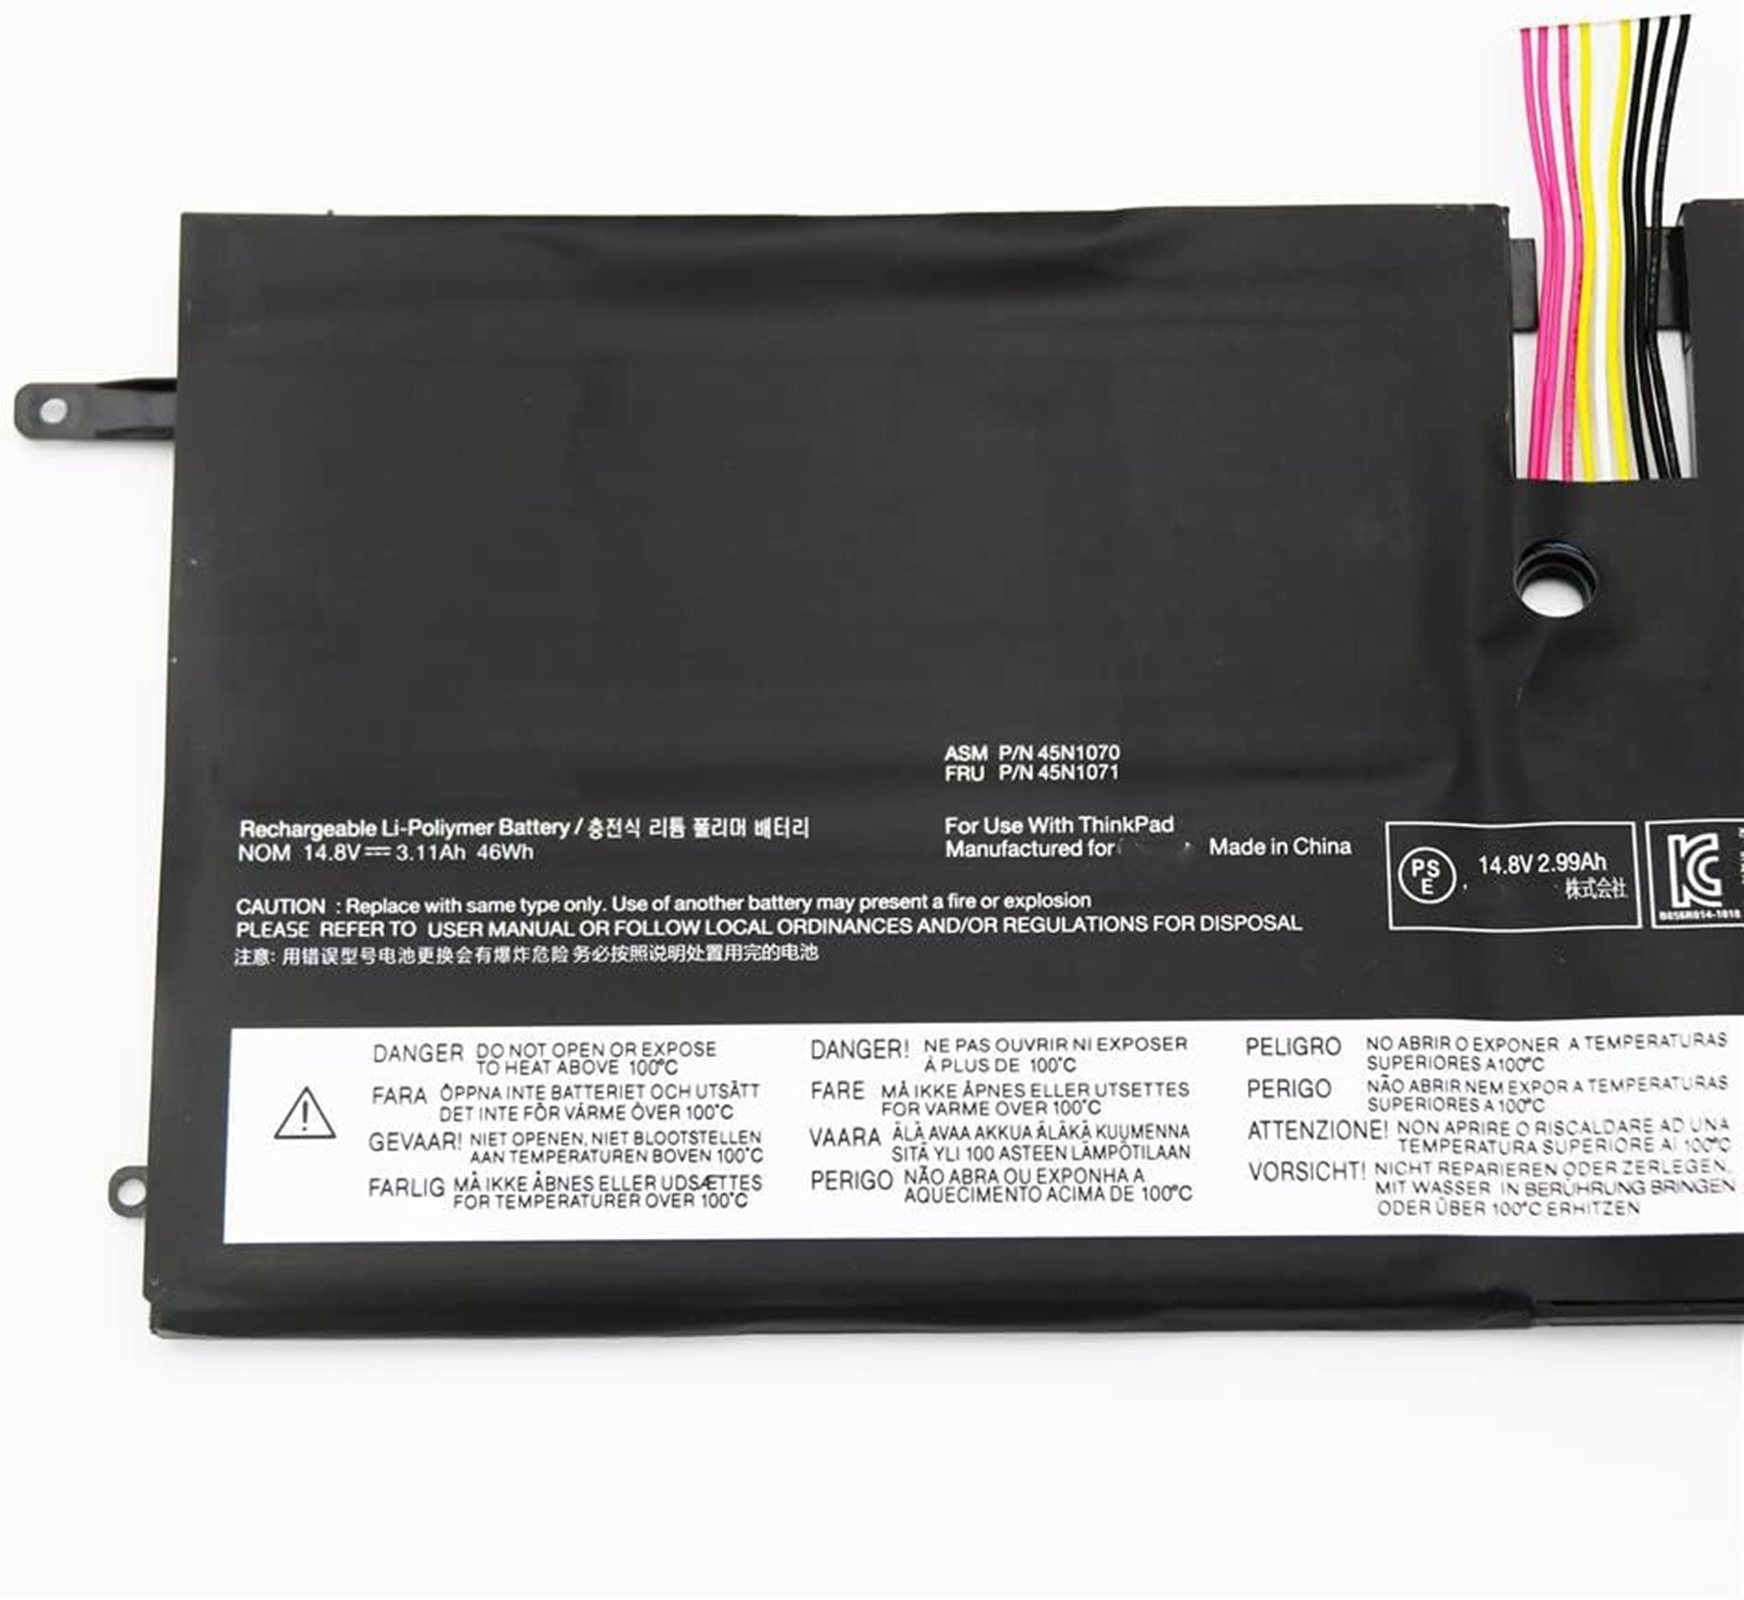 ASM P/N 45N1070
FRU P/N 45N1071
Rechargeable Li-Poliymer Battery / 충전식 리튬 폴리머 배터리
NOM 14.8V⎓3.11Ah 46Wh
For Use With ThinkPad
Manufactured for
Made in China
PS
E
14.8V 2.99Ah
株式会社
CAUTION : Replace with same type only. Use of another battery may present a fire or explosion
PLEASE REFER TO USER MANUAL OR FOLLOW LOCAL ORDINANCES AND/OR REGULATIONS FOR DISPOSAL
注意: 用错误型号电池更换会有爆炸危险 务必按照说明处置用完的电池
DANGER DO NOT OPEN OR EXPOSE
TO HEAT ABOVE 100°C
FARA ÖPPNA INTE BATTERIET OCH UTSÄTT
DET INTE FÖR VÄRME ÖVER 100°C
GEVAAR! NIET OPENEN, NIET BLOOTSTELLEN
AAN TEMPERATUREN BOVEN 100°C
FARLIG MÅ IKKE ÅBNES ELLER UDSÆTTES
FOR TEMPERATURER OVER 100°C
DANGER! NE PAS OUVRIR NI EXPOSER
À PLUS DE 100°C
FARE MÅ IKKE ÅPNES ELLER UTSETTES
FOR VARME OVER 100°C
VAARA ÄLÄ AVAA AKKUA ÄLÄKÄ KUUMENNA
SITÄ YLI 100 ASTEEN LÄMPÖTILAAN
PERIGO NÃO ABRA OU EXPONHA A
AQUECIMENTO ACIMA DE 100°C
PELIGRO NO ABRIR O EXPONER A TEMPERATURAS
SUPERIORES A 100°C
PERIGO NÃO ABRIR NEM EXPOR A TEMPERATURAS
SUPERIORES A 100°C
ATTENZIONE! NON APRIRE O RISCALDARE AD UNA
TEMPERATURA SUPERIORE AI 100°C
VORSICHT! NICHT REPARIEREN ODER ZERLEGEN,
MIT WASSER IN BERÜHRUNG BRINGEN
ODER ÜBER 100°C ERHITZEN